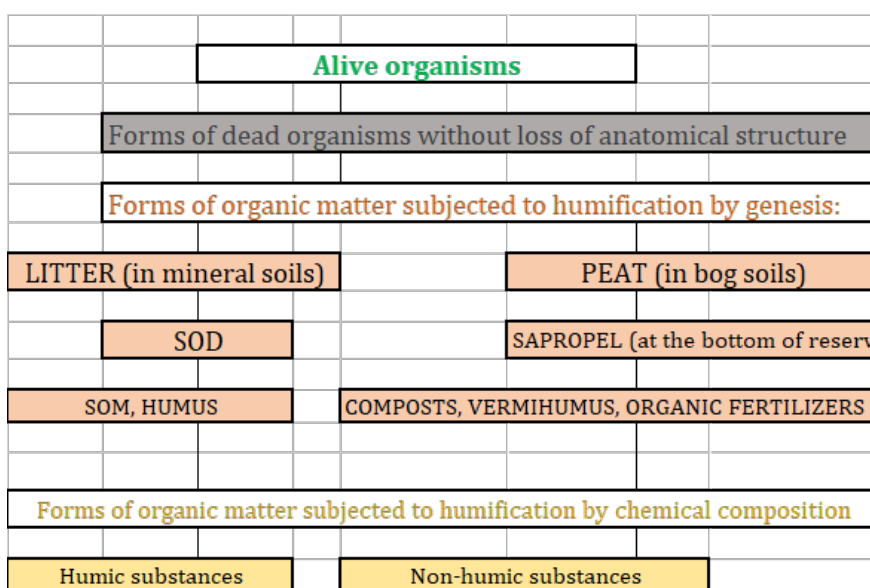 Alive organisms
Forms of dead organisms without loss of anatomical structure
Forms of organic matter subjected to humification by genesis:
LITTER (in mineral soils)
PEAT (in bog soils)
SOD
SAPROPEL (at the bottom of
SOM, HUMUS
COMPOSTS, VERMIHUMUS, ORGANIC FERTILIZERS
Forms of organic matter subjected to humification by chemical composition
Humic substances
Non-humic substances